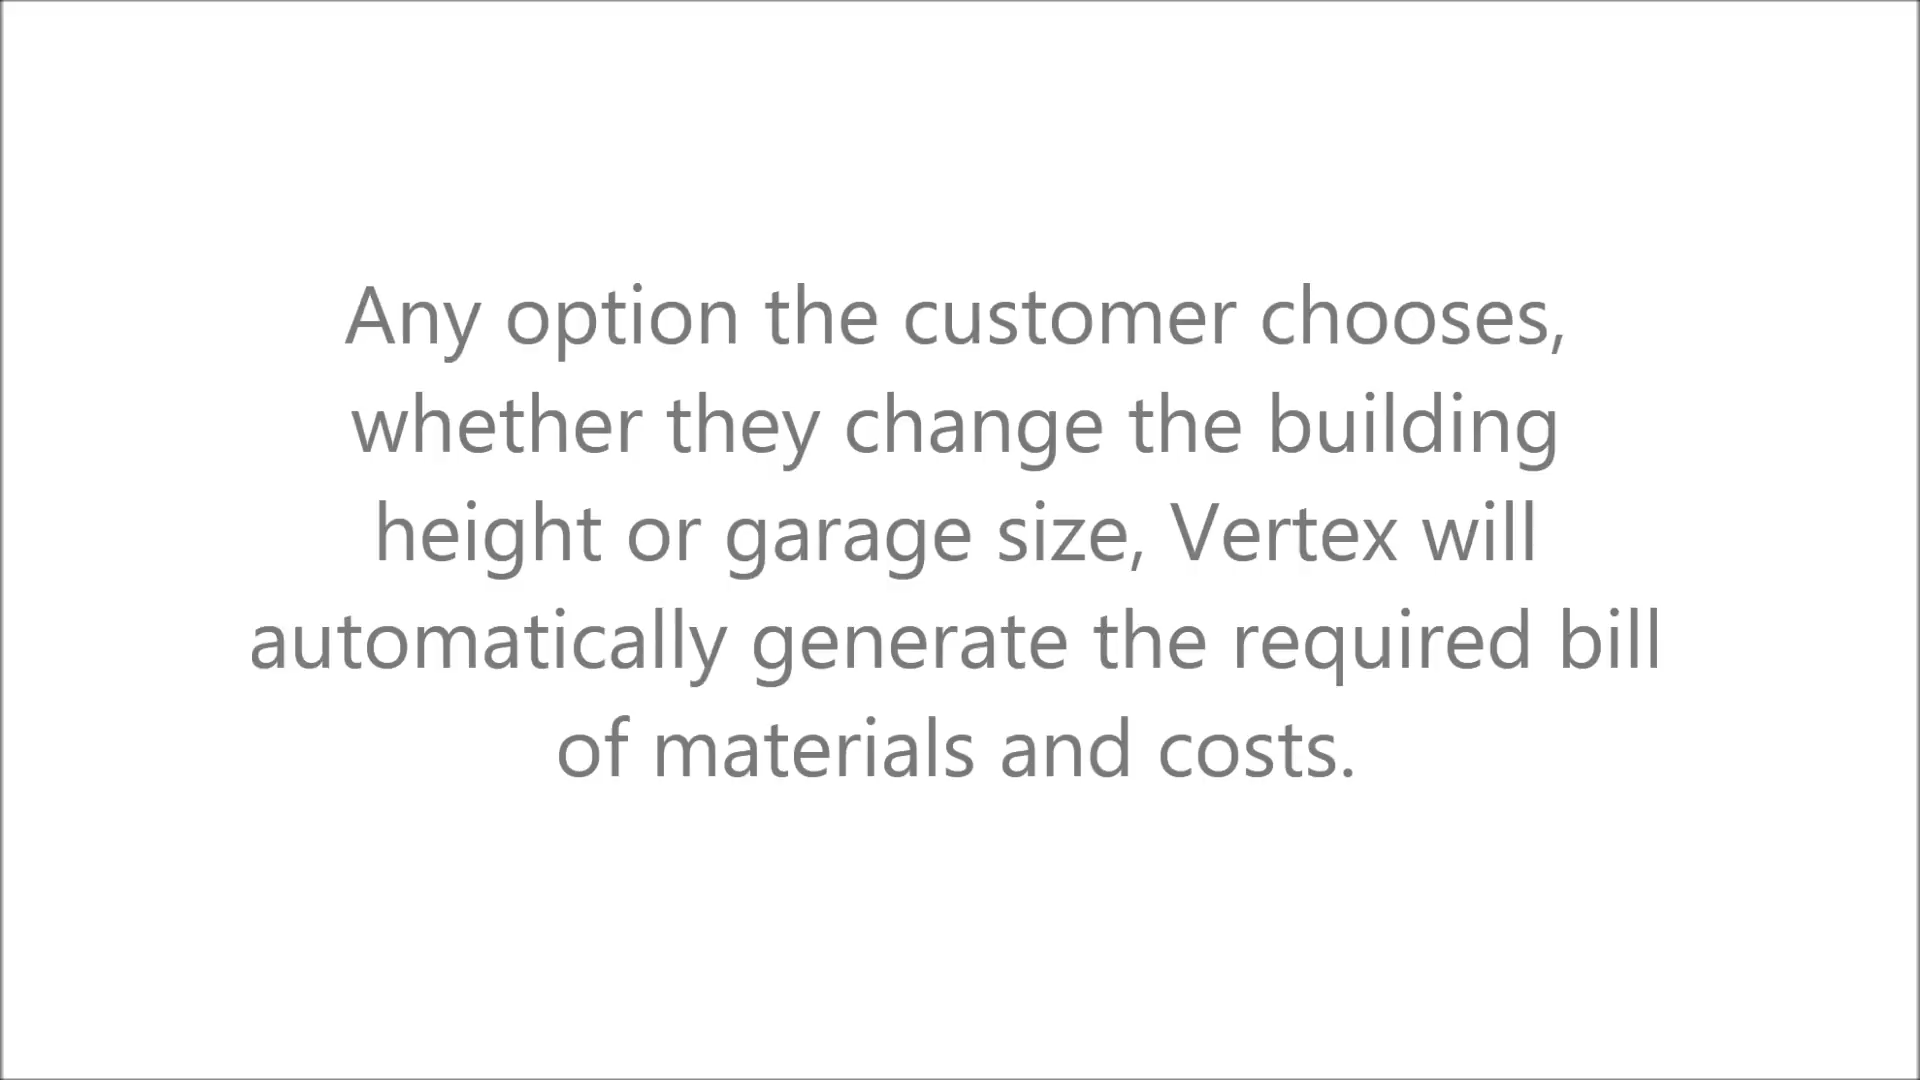 Any option the customer chooses,
whether they change the building
height or garage size, Vertex will
automatically generate the required bill
of materials and costs.